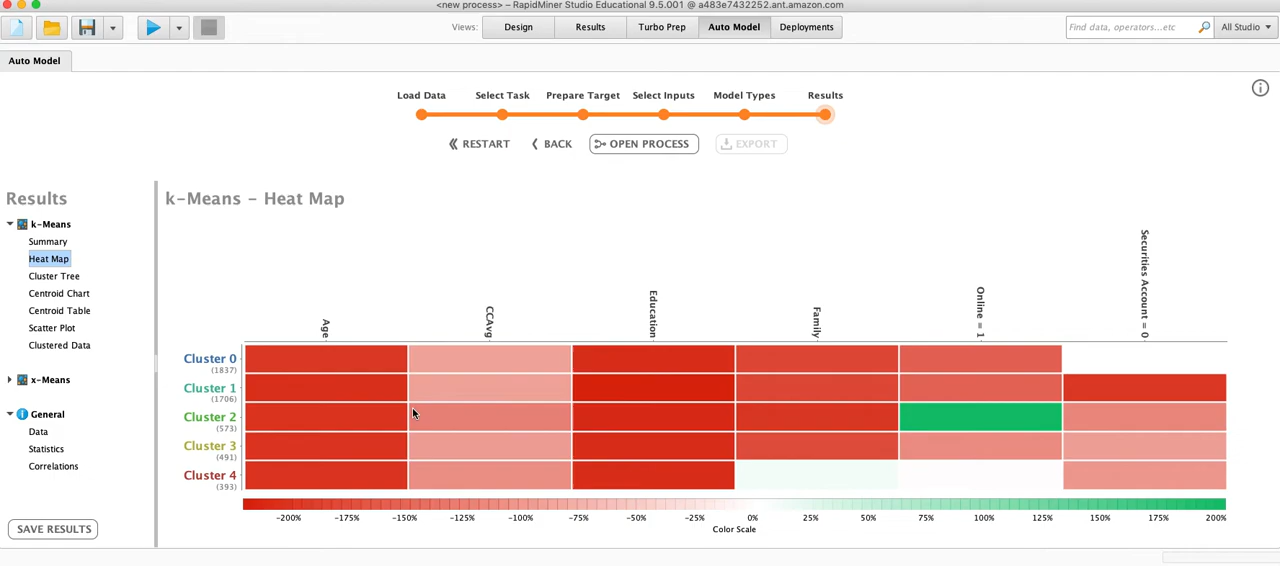 <new process> – RapidMiner Studio Educational 9.5.001 @ a483e7432252.ant.amazon.com
Views: Design Results Turbo Prep Auto Model Deployments Find data, operators...etc All Studio
Auto Model
Load Data Select Task Prepare Target Select Inputs Model Types Results
RESTART BACK OPEN PROCESS EXPORT
Results
k-Means
Summary
Heat Map
Cluster Tree
Centroid Chart
Centroid Table
Scatter Plot
Clustered Data
x-Means
General
Data
Statistics
Correlations
SAVE RESULTS
k-Means – Heat Map
Age
CCAvg
Education
Family
Online = 1
Securities Account = 0
Cluster 0
(1837)
Cluster 1
(1706)
Cluster 2
(573)
Cluster 3
(491)
Cluster 4
(393)
-200% -175% -150% -125% -100% -75% -50% -25% 0% 25% 50% 75% 100% 125% 150% 175% 200%
Color Scale